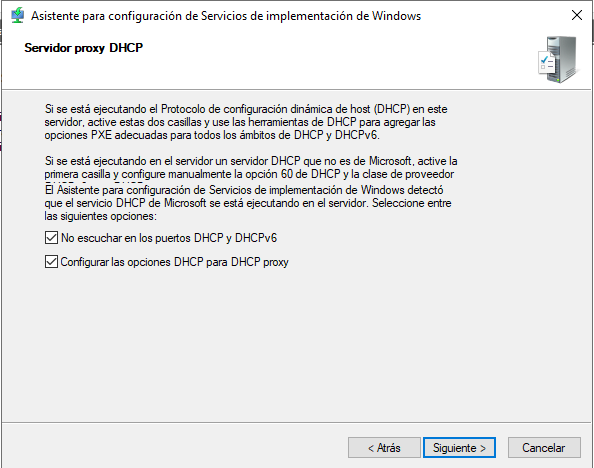 Asistente para configuración de Servicios de implementación de Windows
Servidor proxy DHCP
Si se está ejecutando el Protocolo de configuración dinámica de host (DHCP) en este
servidor, active estas dos casillas y use las herramientas de DHCP para agregar las
opciones PXE adecuadas para todos los ámbitos de DHCP y DHCPv6.
Si se está ejecutando en el servidor un servidor DHCP que no es de Microsoft, active la
primera casilla y configure manualmente la opción 60 de DHCP y la clase de proveedor
El Asistente para configuración de Servicios de implementación de Windows detectó
que el servicio DHCP de Microsoft se está ejecutando en el servidor. Seleccione entre
las siguientes opciones:
No escuchar en los puertos DHCP y DHCPv6
Configurar las opciones DHCP para DHCP proxy
< Atrás
Siguiente >
Cancelar